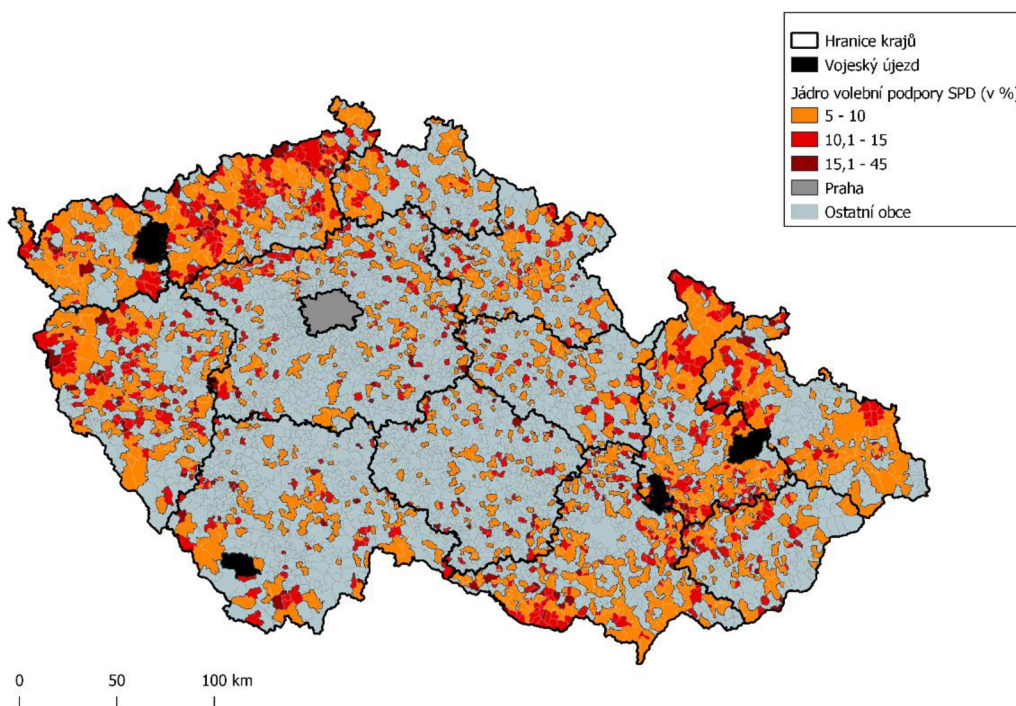 Hranice krajů
Vojeský újezd
Jádro volební podpory SPD (v %)
5 - 10
10,1 - 15
15,1 - 45
Praha
Ostatní obce
0 50 100 km